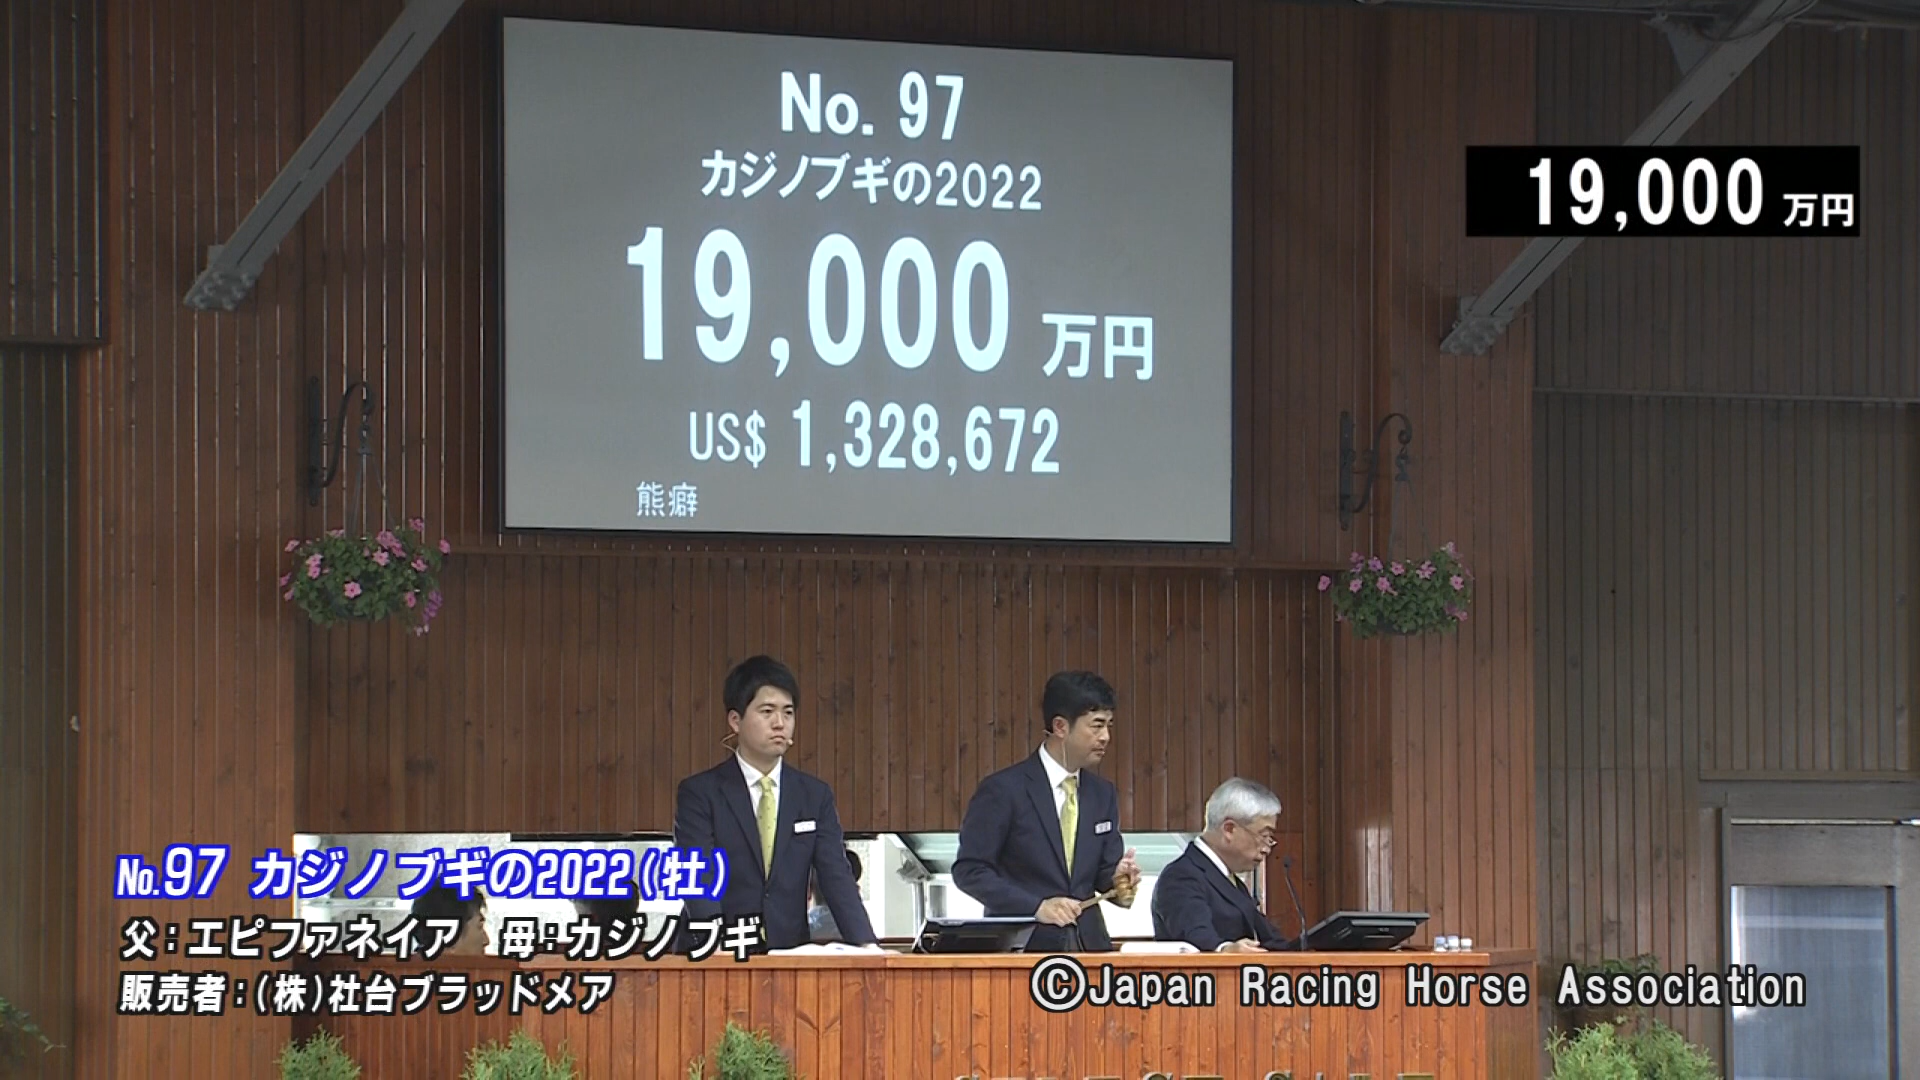 No. 97
カジノブギの2022
19,000 万円
US$ 1,328,672
熊癖
19,000 万円
No.97 カジノブギの2022(牡)
父:エピファネイア 母:カジノブギ
販売者:(株)社台ブラッドメア
©Japan Racing Horse Association